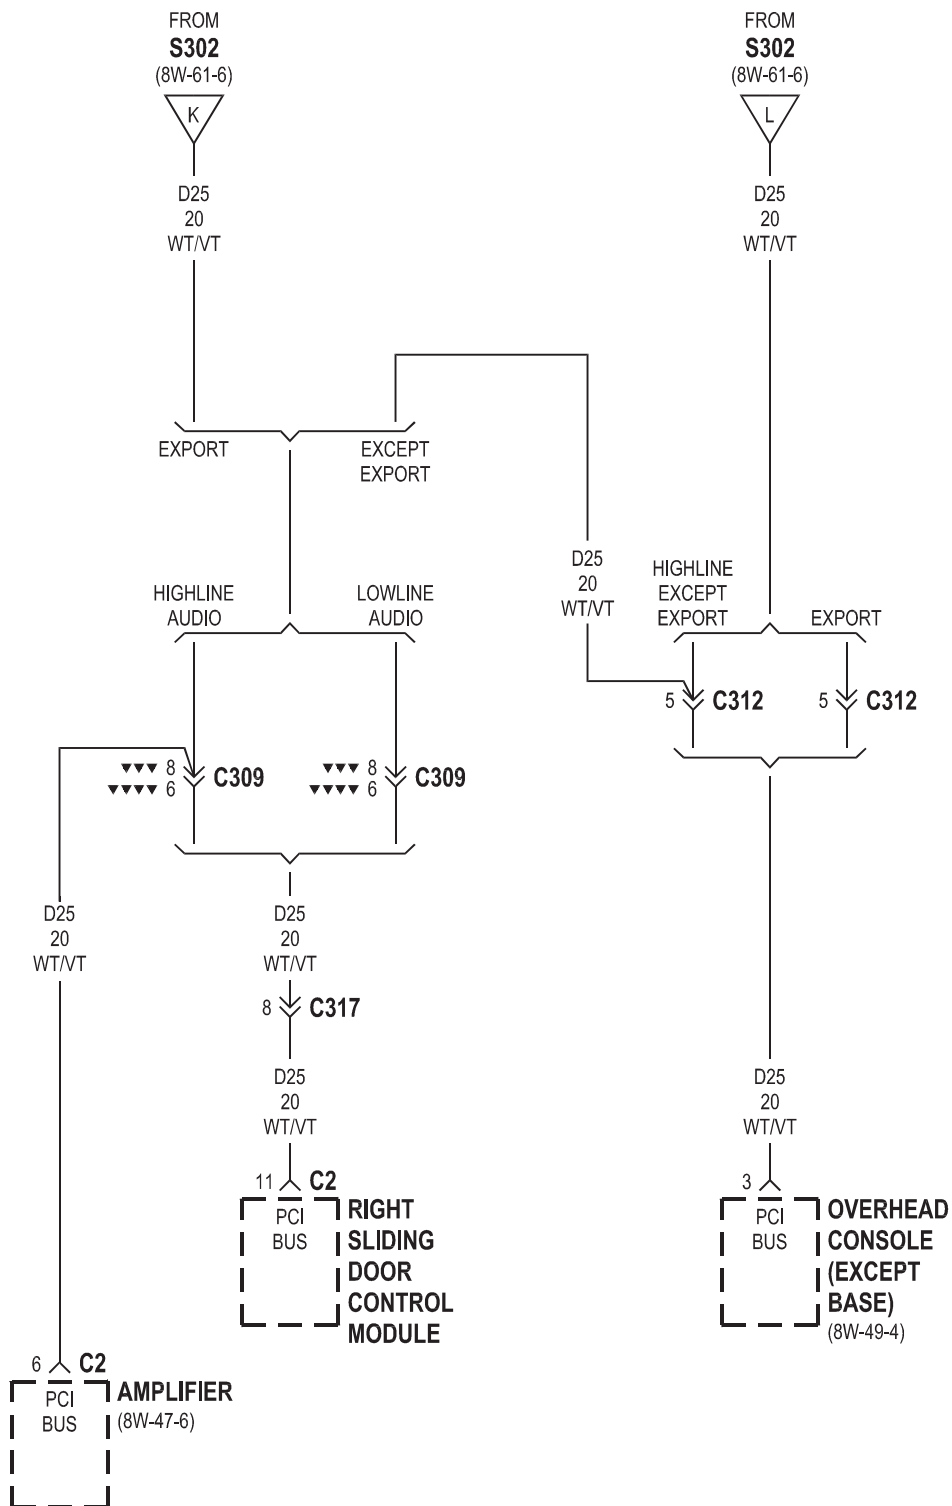 FROM
S302
(8W-61-6)
K
D25
20
WT/VT
FROM
S302
(8W-61-6)
L
D25
20
WT/VT
EXPORT
EXCEPT
EXPORT
D25
20
WT/VT
HIGHLINE
AUDIO
LOWLINE
AUDIO
HIGHLINE
EXCEPT
EXPORT
EXPORT
5 C312
5 C312
▼▼▼ 8
▼▼▼▼ 6
C309
▼▼▼ 8
▼▼▼▼ 6
C309
D25
20
WT/VT
D25
20
WT/VT
8 C317
D25
20
WT/VT
D25
20
WT/VT
11 C2
PCI
BUS
RIGHT
SLIDING
DOOR
CONTROL
MODULE
3
PCI
BUS
OVERHEAD
CONSOLE
(EXCEPT
BASE)
(8W-49-4)
6 C2
PCI
BUS
AMPLIFIER
(8W-47-6)